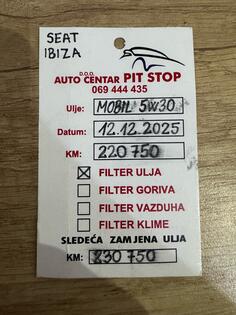 SEAT
IBIZA
D.O.O.
AUTO CENTAR PIT STOP
069 444 435
Ulje: MOBIL 5W30
Datum: 12.12.2025
KM: 220 750
FILTER ULJA
FILTER GORIVA
FILTER VAZDUHA
FILTER KLIME
SLEDEĆA ZAMJENA ULJA
KM: 230 750